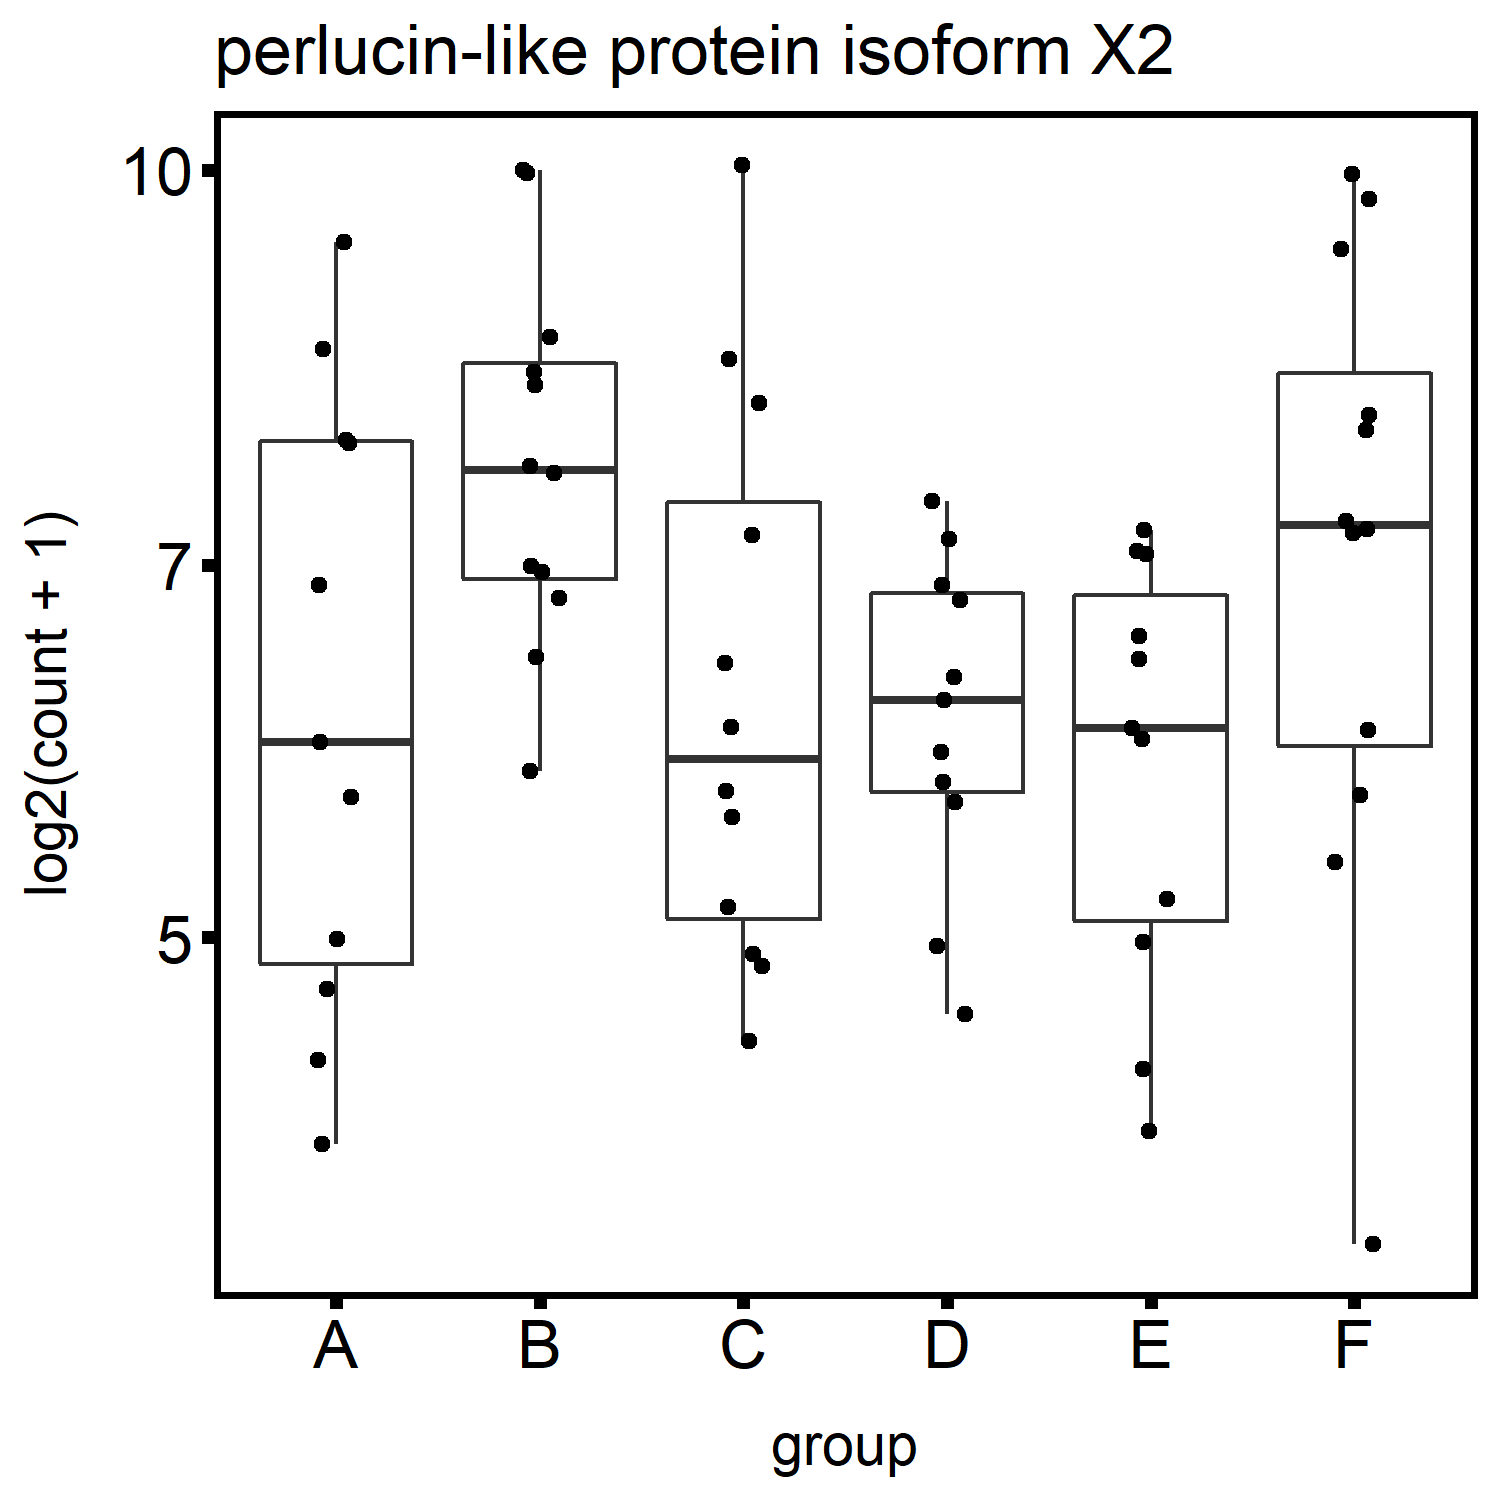 perlucin-like protein isoform X2
10
7
5
log2(count + 1)
A B C D E F
group